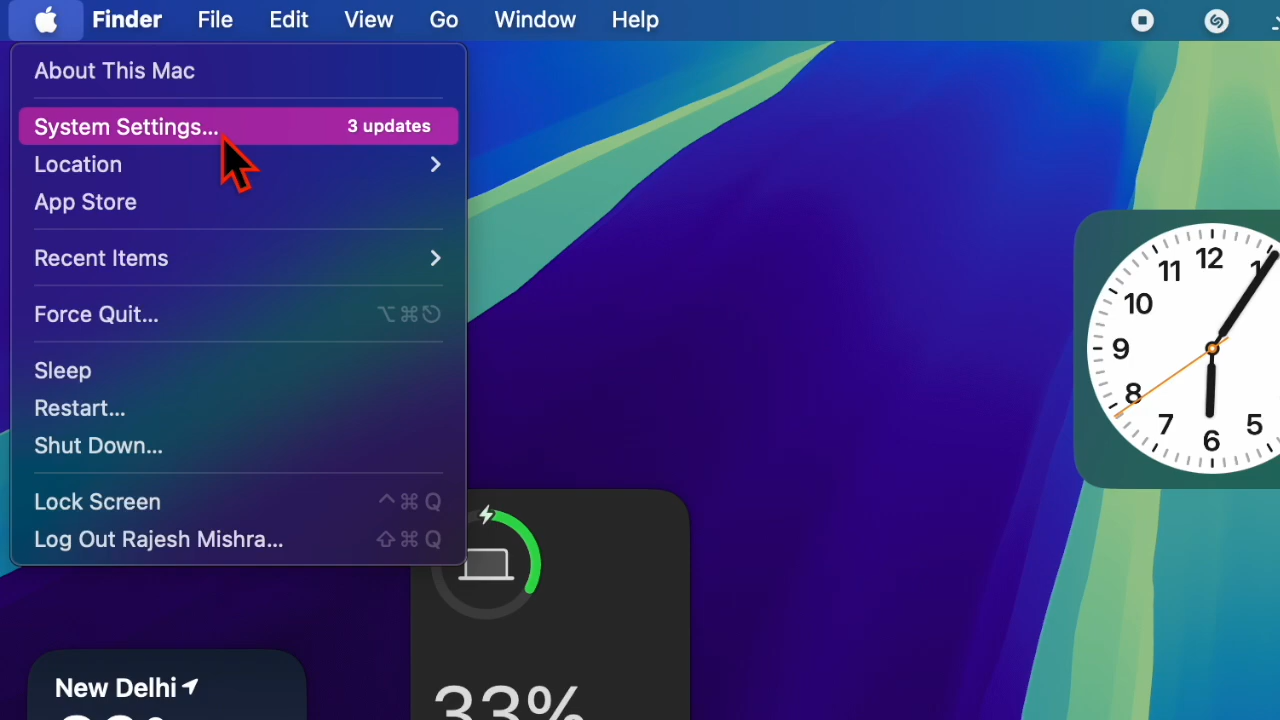 Finder File Edit View Go Window Help
About This Mac
System Settings... 3 updates
Location
App Store
Recent Items
Force Quit... ⌥⌘⎋
Sleep
Restart...
Shut Down...
Lock Screen ^⌘Q
Log Out Rajesh Mishra... ⇧⌘Q
12
11
10
9
8
7
6
5
33%
New Delhi